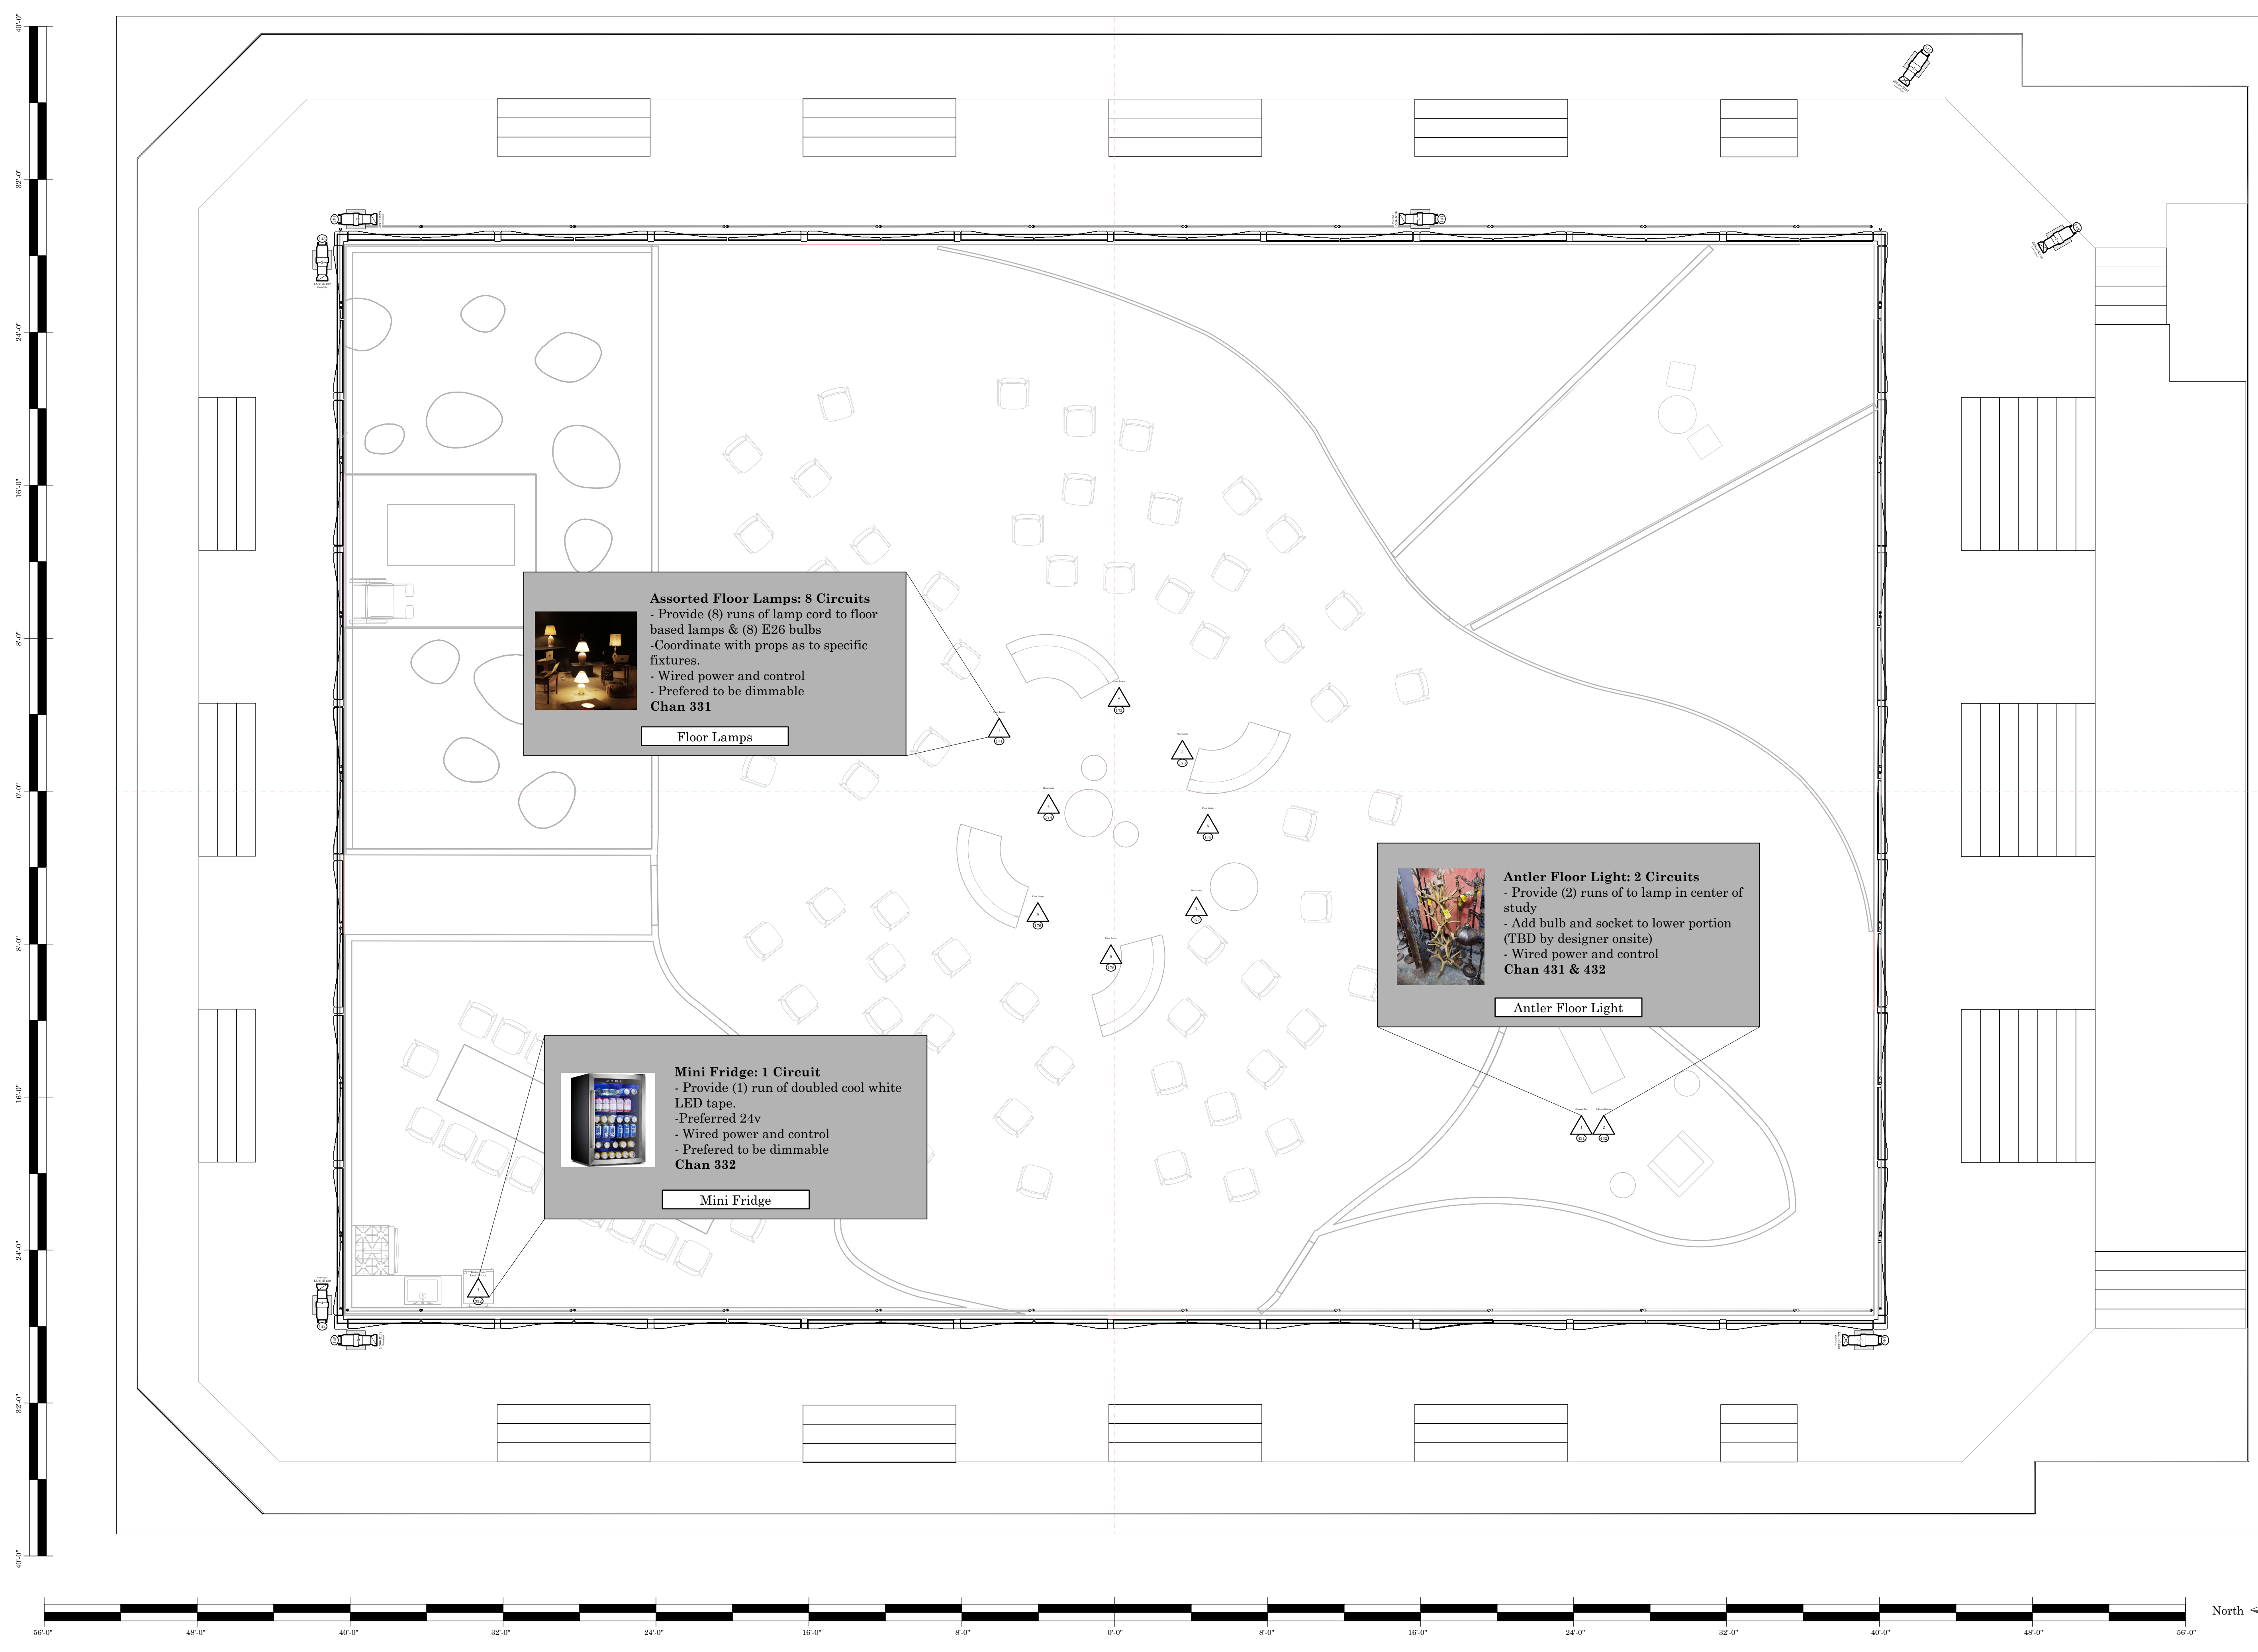 40'-0"
32'-0"
24'-0"
16'-0"
8'-0"
0'-0"
8'-0"
16'-0"
24'-0"
32'-0"
40'-0"
Assorted Floor Lamps: 8 Circuits
- Provide (8) runs of lamp cord to floor
based lamps & (8) E26 bulbs
-Coordinate with props as to specific
fixtures.
- Wired power and control
- Prefered to be dimmable
Chan 331
Floor Lamps
Antler Floor Light: 2 Circuits
- Provide (2) runs of to lamp in center of
study
- Add bulb and socket to lower portion
(TBD by designer onsite)
- Wired power and control
Chan 431 & 432
Antler Floor Light
Mini Fridge: 1 Circuit
- Provide (1) run of doubled cool white
LED tape.
-Preferred 24v
- Wired power and control
- Prefered to be dimmable
Chan 332
Mini Fridge
North
56'-0" 48'-0" 40'-0" 32'-0" 24'-0" 16'-0" 8'-0" 0'-0" 8'-0" 16'-0" 24'-0" 32'-0" 40'-0" 48'-0" 56'-0"